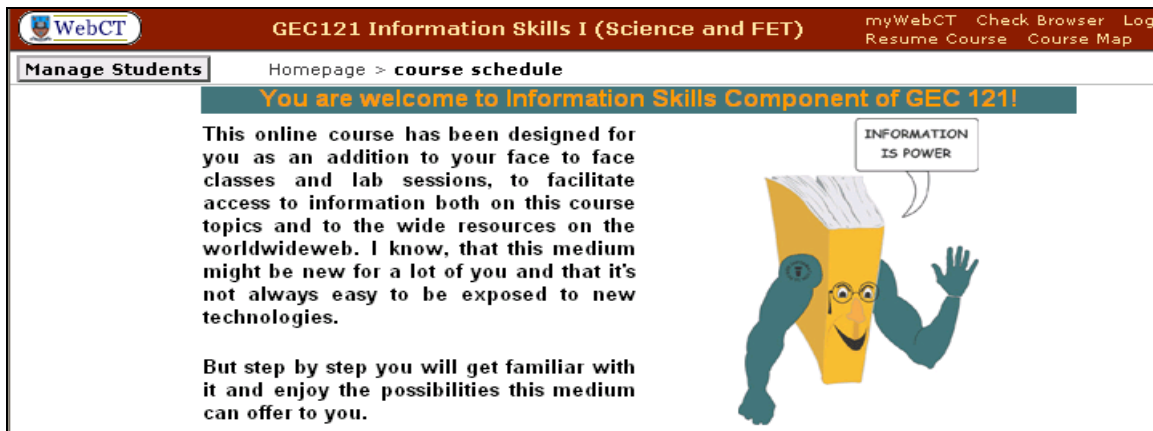 WebCT
GEC121 Information Skills I (Science and FET)
myWebCT Check Browser Log
Resume Course Course Map
Manage Students
Homepage > course schedule
You are welcome to Information Skills Component of GEC 121!
This online course has been designed for
you as an addition to your face to face
classes and lab sessions, to facilitate
access to information both on this course
topics and to the wide resources on the
worldwideweb. I know, that this medium
might be new for a lot of you and that it's
not always easy to be exposed to new
technologies.
But step by step you will get familiar with
it and enjoy the possibilities this medium
can offer to you.
INFORMATION
IS POWER